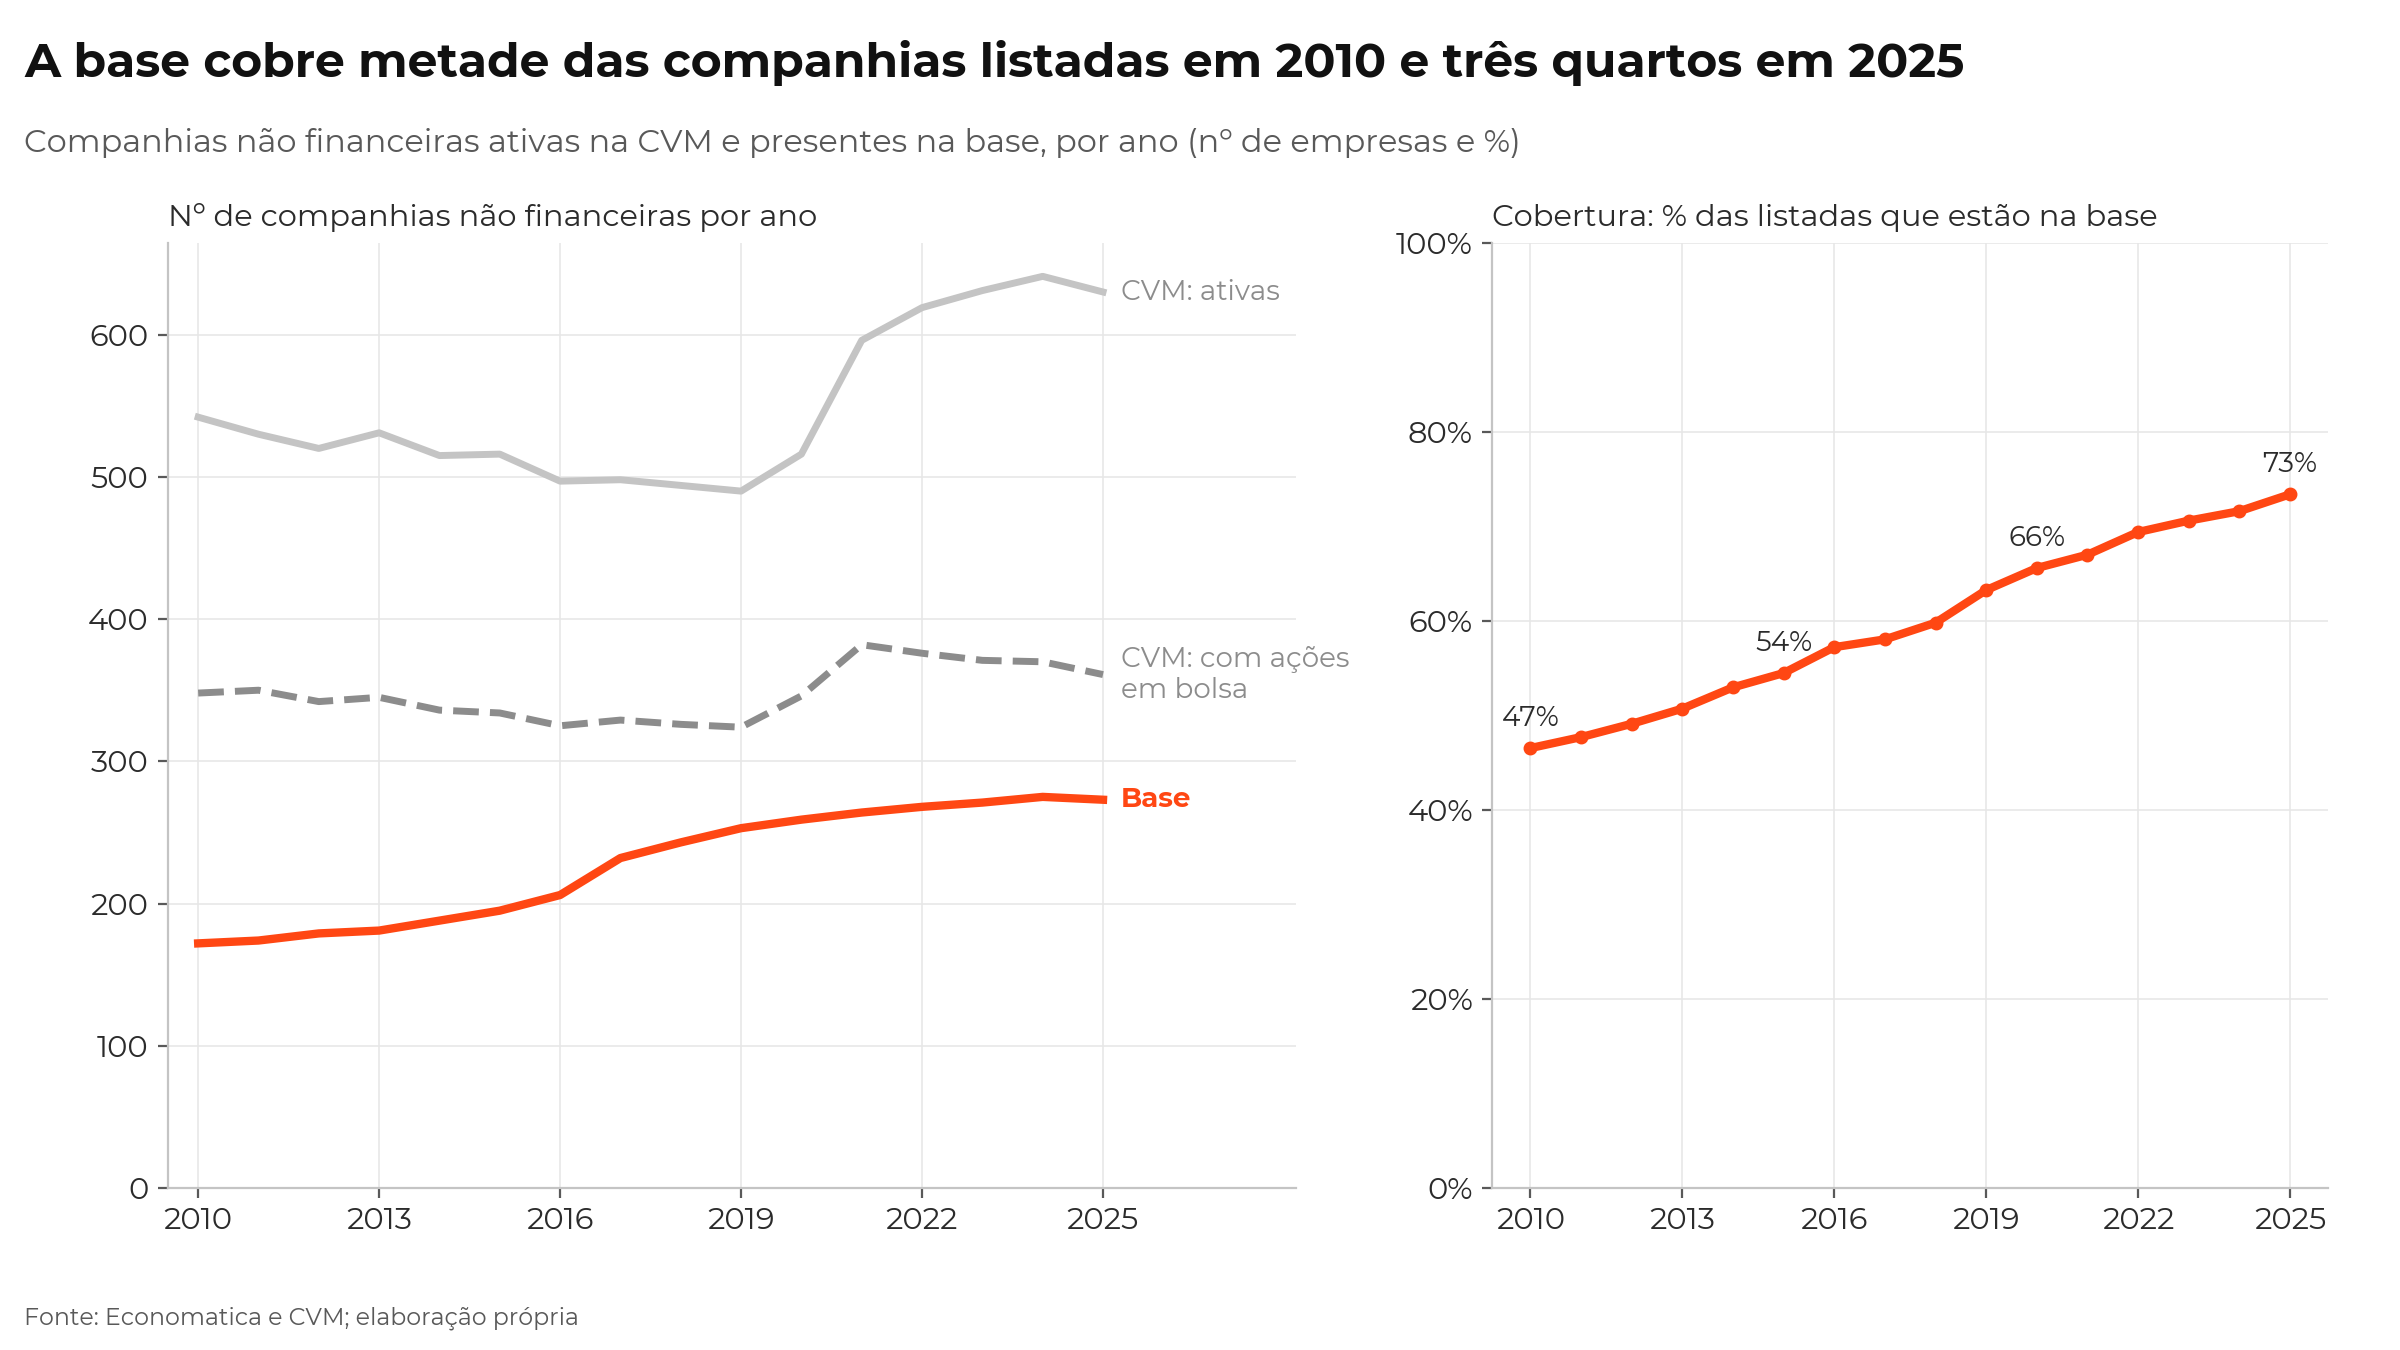 A base cobre metade das companhias listadas em 2010 e três quartos em 2025
Companhias não financeiras ativas na CVM e presentes na base, por ano (nº de empresas e %)
Nº de companhias não financeiras por ano
600
500
400
300
200
100
0
2010 2013 2016 2019 2022 2025
CVM: ativas
CVM: com ações
em bolsa
Base
Cobertura: % das listadas que estão na base
100%
80%
60%
40%
20%
0%
47%
54%
66%
73%
2010 2013 2016 2019 2022 2025
Fonte: Economatica e CVM; elaboração própria